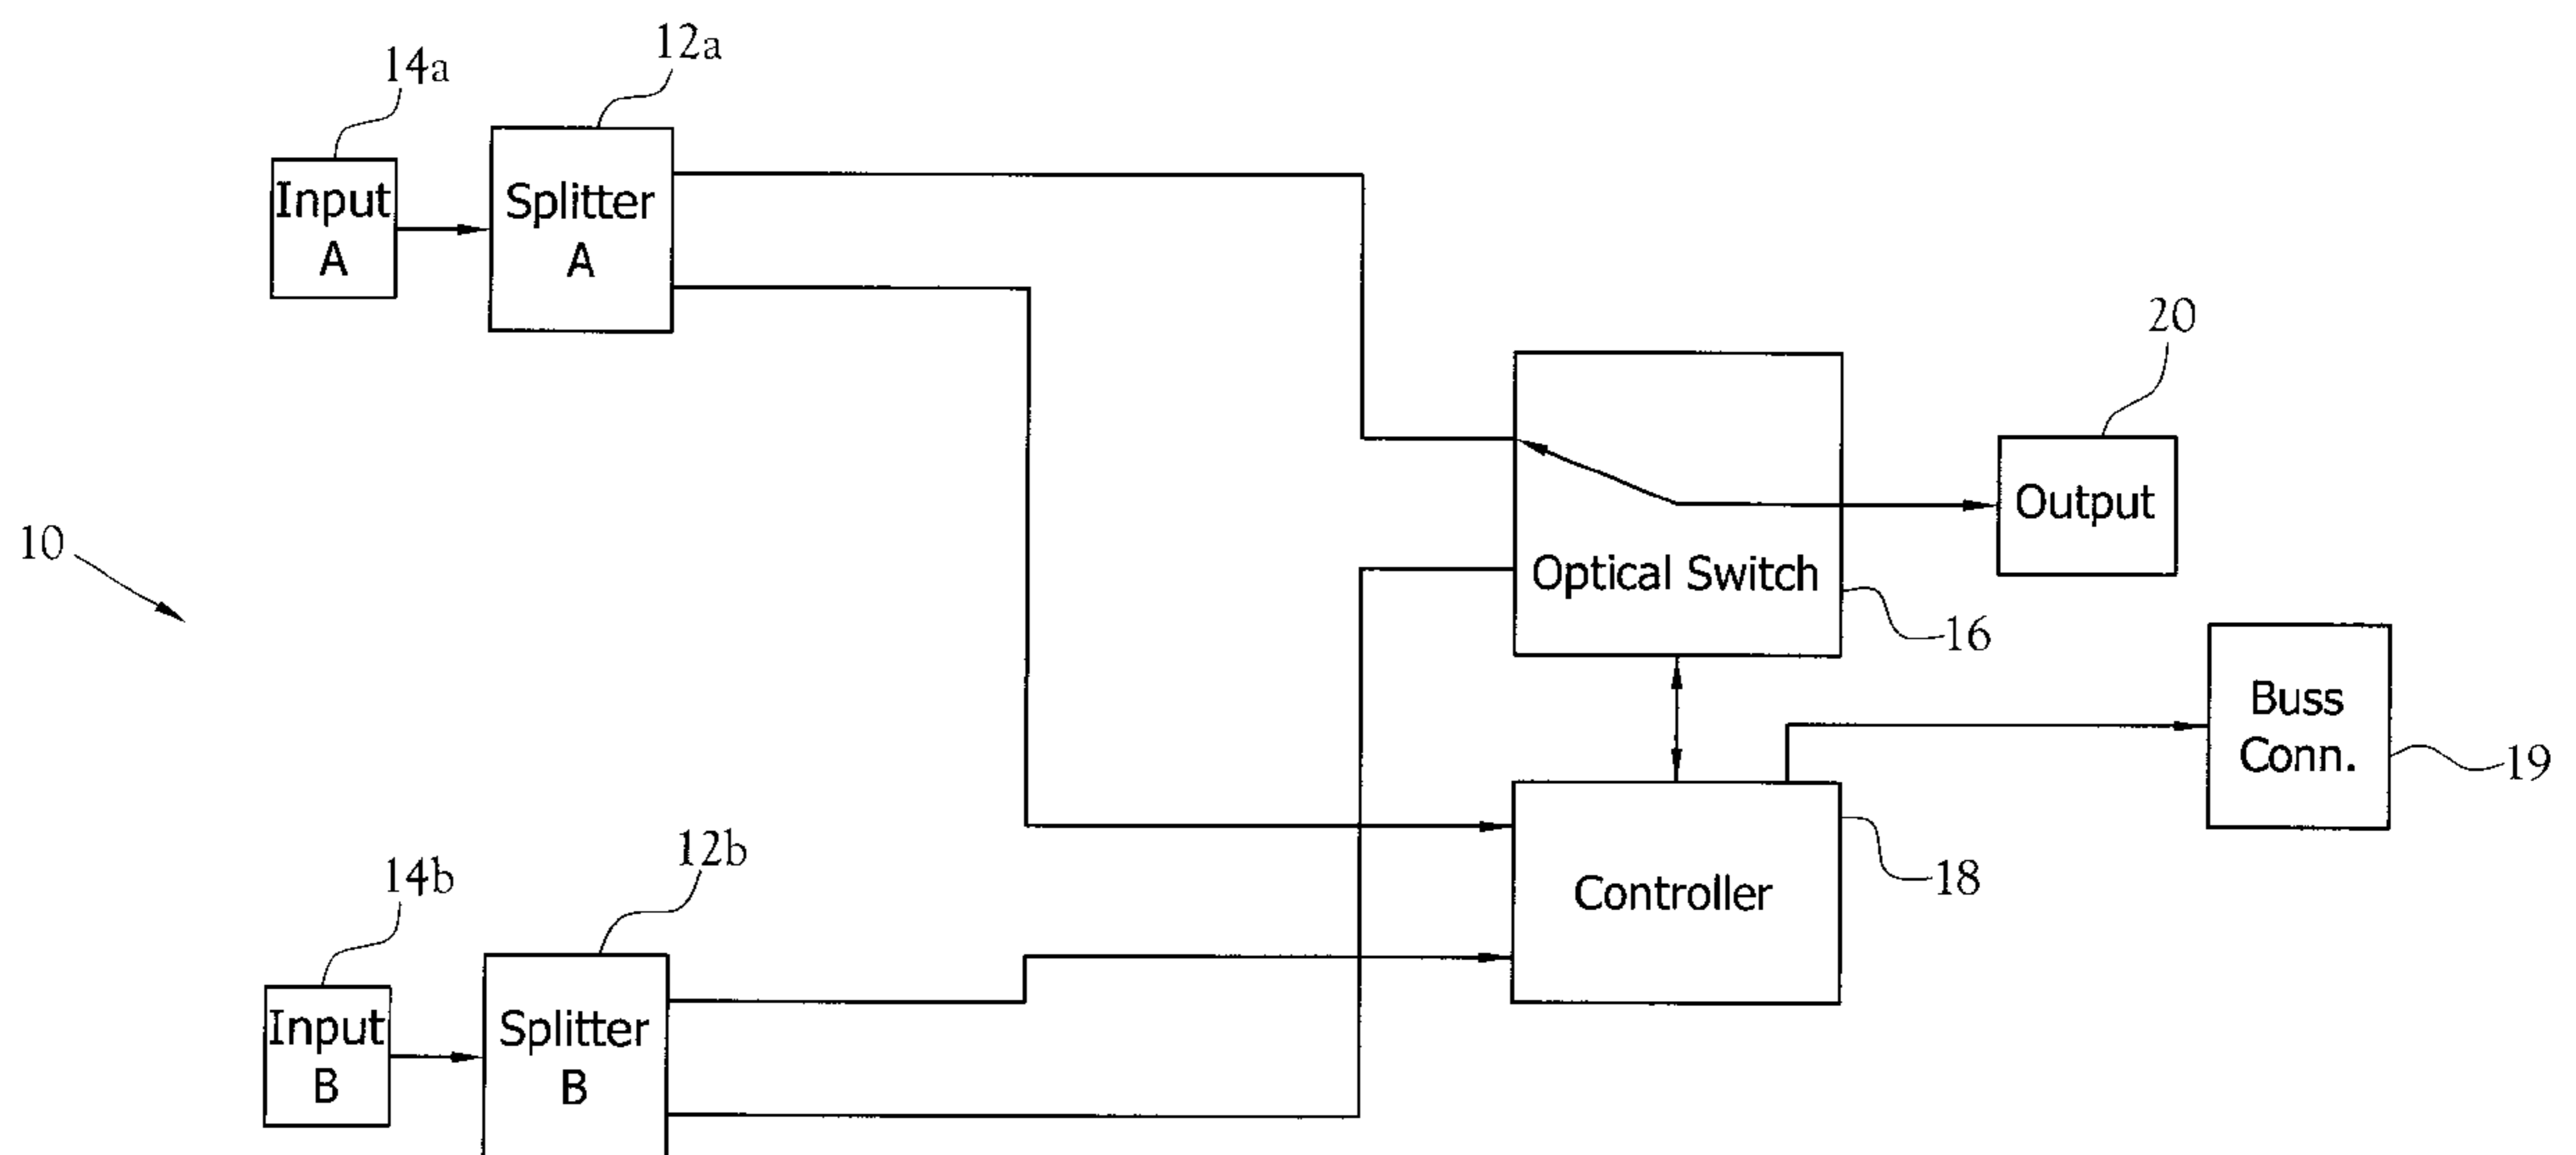 12a
14a
Input
A
Splitter
A
20
Output
10
Optical Switch
16
Buss
Conn.
19
12b
14b
Controller
18
Input
B
Splitter
B